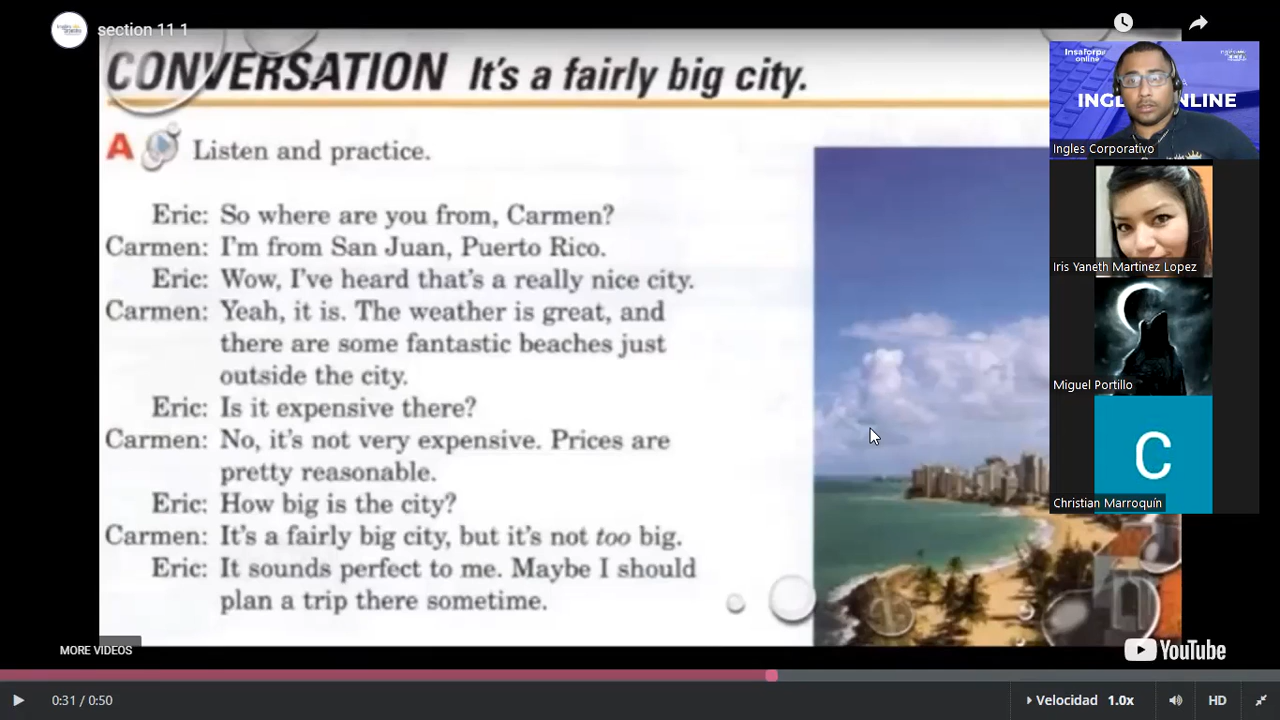 section 11 1
CONVERSATION It's a fairly big city.
A Listen and practice.
Eric: So where are you from, Carmen?
Carmen: I'm from San Juan, Puerto Rico.
Eric: Wow, I've heard that's a really nice city.
Carmen: Yeah, it is. The weather is great, and
there are some fantastic beaches just
outside the city.
Eric: Is it expensive there?
Carmen: No, it's not very expensive. Prices are
pretty reasonable.
Eric: How big is the city?
Carmen: It's a fairly big city, but it's not too big.
Eric: It sounds perfect to me. Maybe I should
plan a trip there sometime.
Insaforp
online
INGL NLINE
Ingles Corporativo
Iris Yaneth Martinez Lopez
Miguel Portillo
C
Christian Marroquín
MORE VIDEOS
YouTube
0:31 / 0:50
Velocidad 1.0x
HD